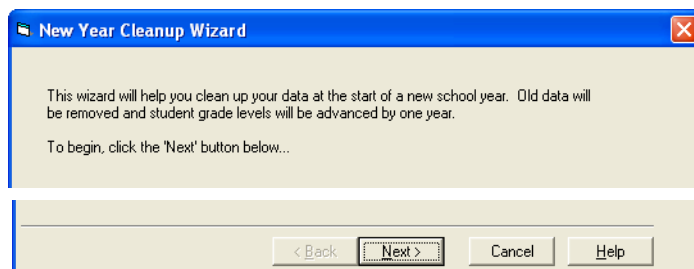 New Year Cleanup Wizard
This wizard will help you clean up your data at the start of a new school year. Old data will
be removed and student grade levels will be advanced by one year.
To begin, click the 'Next' button below...
< Back Next > Cancel Help